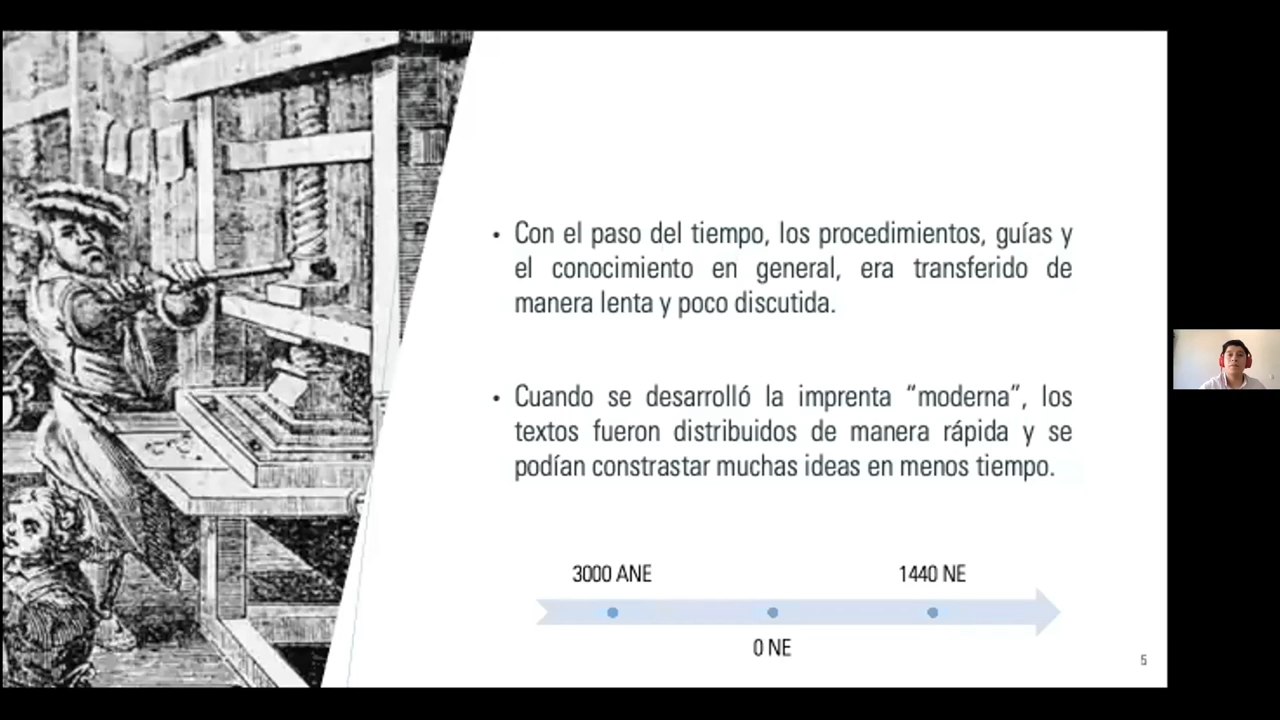 • Con el paso del tiempo, los procedimientos, guías y
el conocimiento en general, era transferido de
manera lenta y poco discutida.
• Cuando se desarrolló la imprenta “moderna”, los
textos fueron distribuidos de manera rápida y se
podían constrastar muchas ideas en menos tiempo.
3000 ANE
1440 NE
0 NE
5